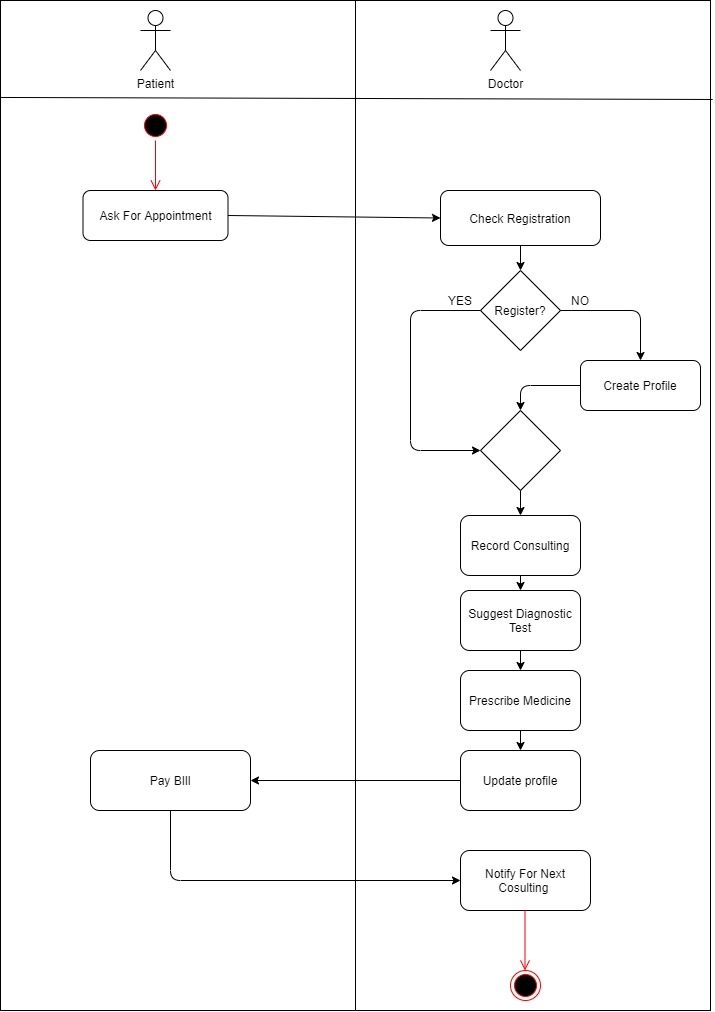 Patient
Doctor
Ask For Appointment
Check Registration
YES
Register?
NO
Create Profile
Record Consulting
Suggest Diagnostic
Test
Prescribe Medicine
Pay BIll
Update profile
Notify For Next
Cosulting